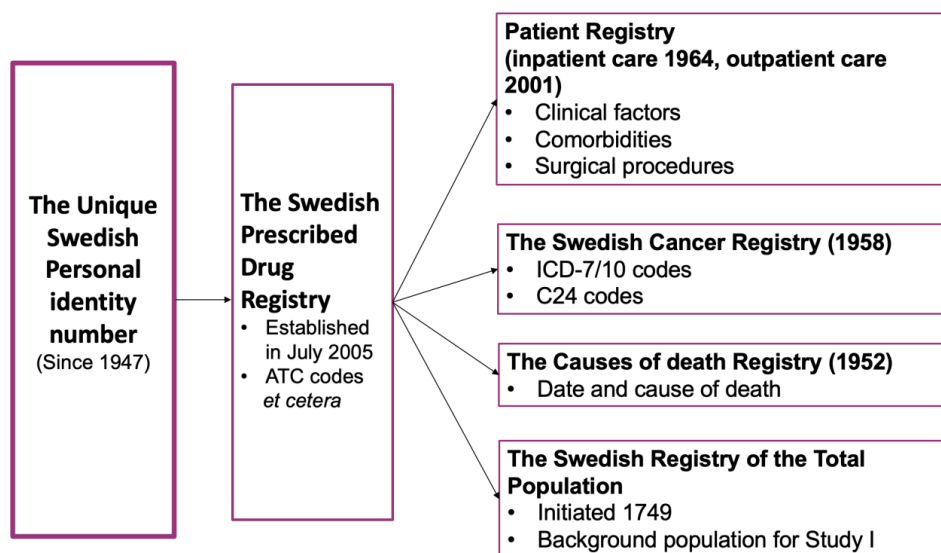 The Unique
Swedish
Personal
identity
number
(Since 1947)
The Swedish
Prescribed
Drug
Registry
• Established
in July 2005
• ATC codes
et cetera
Patient Registry
(inpatient care 1964, outpatient care
2001)
• Clinical factors
• Comorbidities
• Surgical procedures
The Swedish Cancer Registry (1958)
• ICD-7/10 codes
• C24 codes
The Causes of death Registry (1952)
• Date and cause of death
The Swedish Registry of the Total
Population
• Initiated 1749
• Background population for Study I